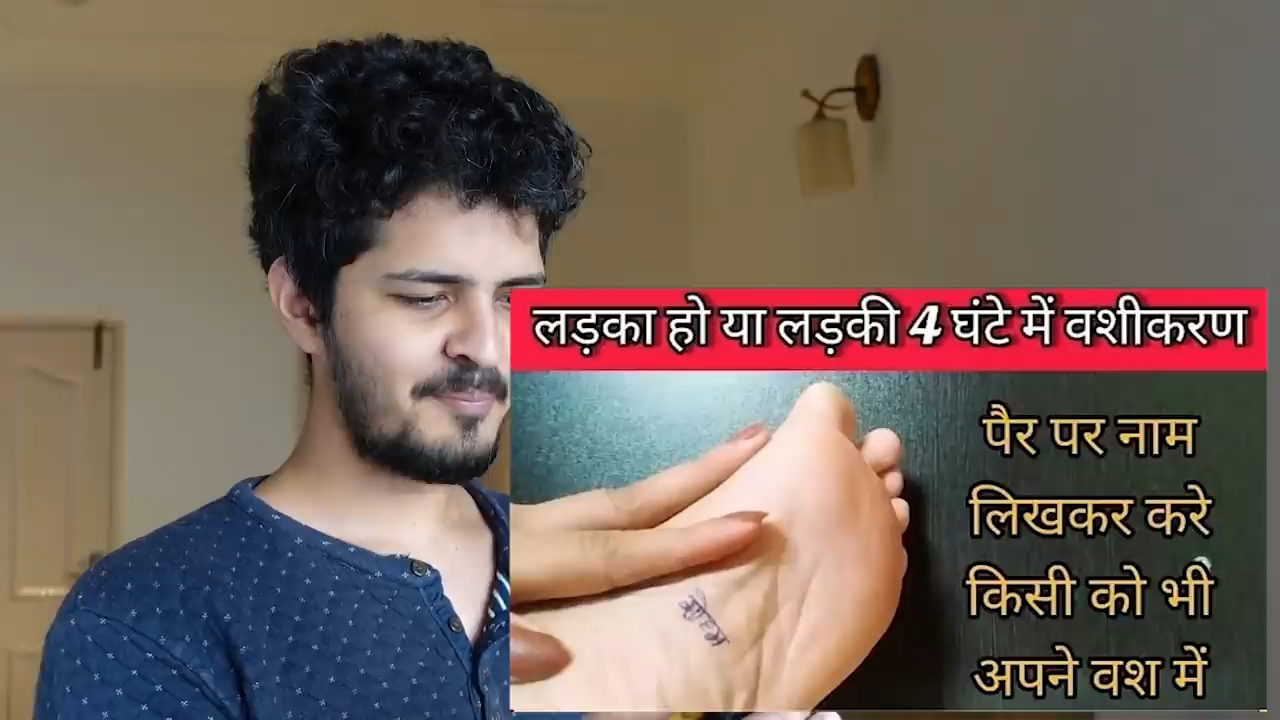 लड़का हो या लड़की 4 घंटे में वशीकरण
पैर पर नाम
लिखकर करे
किसी को भी
अपने वश में